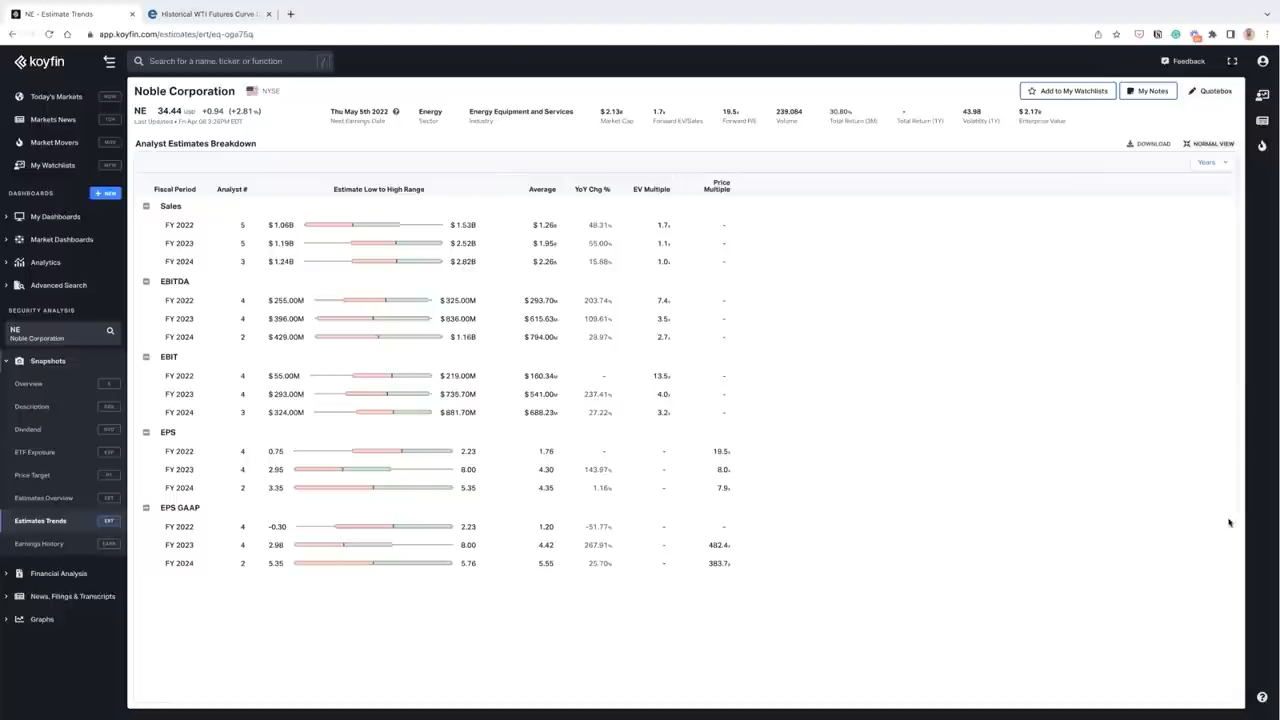 NE - Estimate Trends
Historical WTI Futures Curve
app.koyfin.com/estimates/ert/eq-oga75q
koyfin
Search for a name, ticker, or function
Feedback
Today's Markets
Markets News
Market Movers
My Watchlists
DASHBOARDS
+ NEW
My Dashboards
Market Dashboards
Analytics
Advanced Search
SECURITY ANALYSIS
NE
Noble Corporation
Snapshots
Overview
Description
Dividend
ETF Exposure
Price Target
Estimates Overview
Estimates Trends ERT
Earnings History
Financial Analysis
News, Filings & Transcripts
Graphs
Noble Corporation NYSE
Add to My Watchlists My Notes Quotebox
NE 34.44 USD +0.94 (+2.81%)
Last Updated • Fri Apr 08 3:26PM EDT
Thu May 5th 2022
Next Earnings Date
Energy
Sector
Energy Equipment and Services
Industry
$ 2.13B
Market Cap
1.7x
Forward EV/Sales
19.5x
Forward P/E
239,084
Volume
30.80%
Total Return (3M)
-
Total Return (1Y)
43.98
Volatility (1Y)
$ 2.17B
Enterprise Value
Analyst Estimates Breakdown DOWNLOAD NORMAL VIEW
Years
Fiscal Period Analyst # Estimate Low to High Range Average YoY Chg % EV Multiple Price Multiple
Sales
FY 2022 5 $ 1.06B $ 1.53B $ 1.26B 48.31% 1.7x -
FY 2023 5 $ 1.19B $ 2.52B $ 1.95B 55.00% 1.1x -
FY 2024 3 $ 1.24B $ 2.82B $ 2.26B 15.88% 1.0x -
EBITDA
FY 2022 4 $ 255.00M $ 325.00M $ 293.70M 203.74% 7.4x -
FY 2023 4 $ 396.00M $ 836.00M $ 615.63M 109.61% 3.5x -
FY 2024 2 $ 429.00M $ 1.16B $ 794.00M 28.97% 2.7x -
EBIT
FY 2022 4 $ 55.00M $ 219.00M $ 160.34M - 13.5x -
FY 2023 4 $ 293.00M $ 735.70M $ 541.00M 237.41% 4.0x -
FY 2024 3 $ 324.00M $ 881.70M $ 688.23M 27.22% 3.2x -
EPS
FY 2022 4 0.75 2.23 1.76 - - 19.5x
FY 2023 4 2.95 8.00 4.30 143.97% - 8.0x
FY 2024 2 3.35 5.35 4.35 1.16% - 7.9x
EPS GAAP
FY 2022 4 -0.30 2.23 1.20 -51.77% - -
FY 2023 4 2.98 8.00 4.42 267.91% - 482.4x
FY 2024 2 5.35 5.76 5.55 25.70% - 383.7x